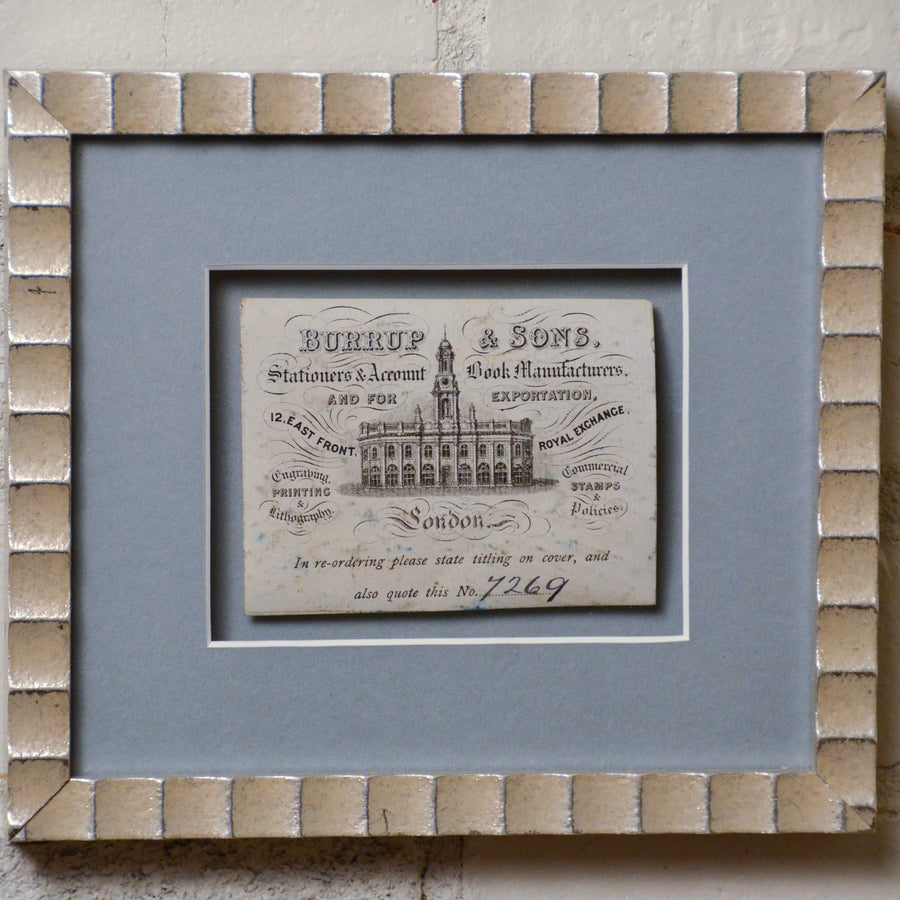 BURRUP & SONS.
Stationers & Account Book Manufacturers.
AND FOR EXPORTATION,
12, EAST FRONT, ROYAL EXCHANGE,
Engraving,
PRINTING
&
Lithography.
Commercial
STAMPS
&
Policies.
London.
In re-ordering please state titling on cover, and
also quote this No. 7269